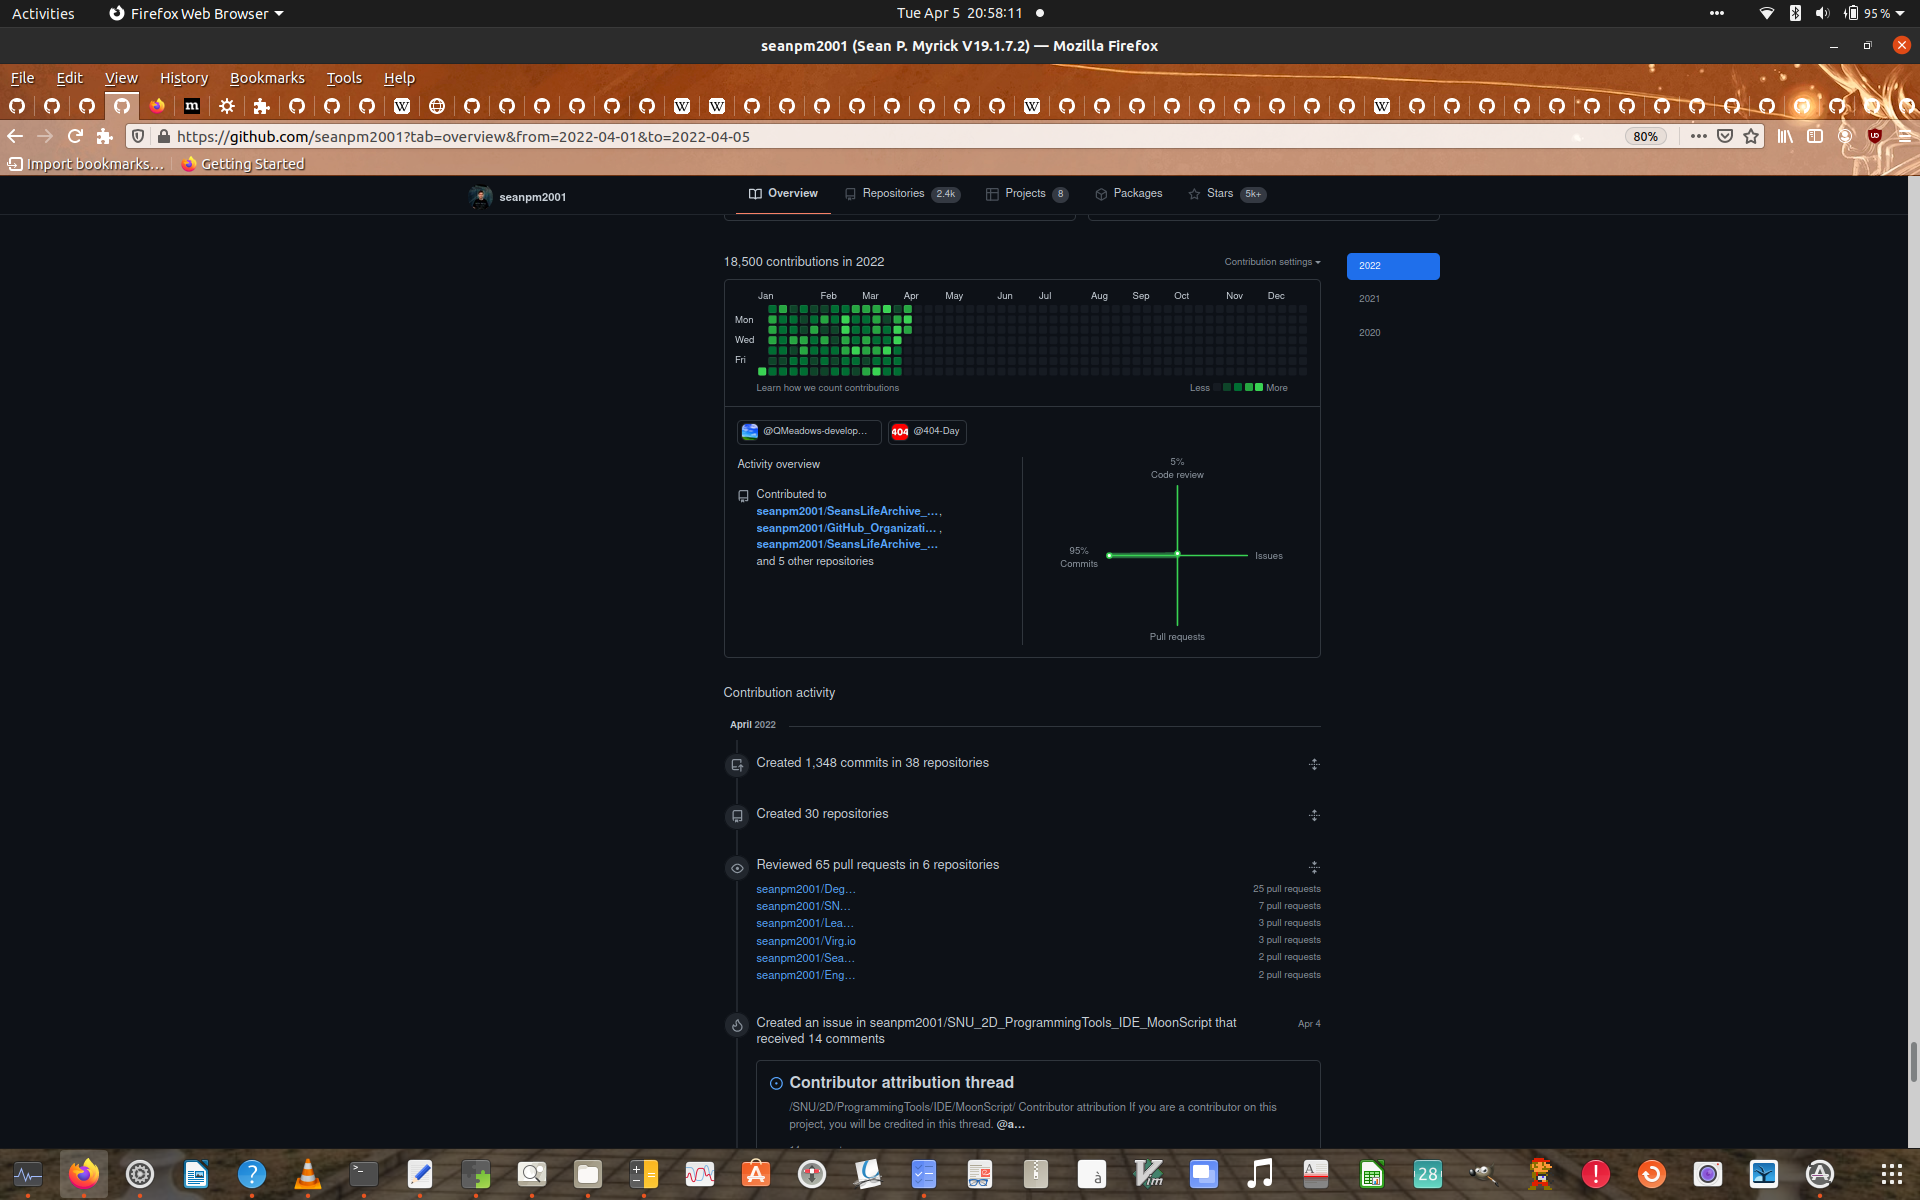 Activities
Firefox Web Browser
Tue Apr 5 20:58:11
95 %
seanpm2001 (Sean P. Myrick V19.1.7.2) — Mozilla Firefox
File Edit View History Bookmarks Tools Help
https://github.com/seanpm2001?tab=overview&from=2022-04-01&to=2022-04-05
80%
Import bookmarks...
Getting Started
seanpm2001
Overview
Repositories 2.4k
Projects 8
Packages
Stars 5k+
18,500 contributions in 2022
Contribution settings
2022
2021
2020
Jan Feb Mar Apr May Jun Jul Aug Sep Oct Nov Dec
Mon
Wed
Fri
Learn how we count contributions
Less
More
@QMeadows-develop...
404 @404-Day
Activity overview
Contributed to
seanpm2001/SeansLifeArchive_...,
seanpm2001/GitHub_Organizati...,
seanpm2001/SeansLifeArchive_...
and 5 other repositories
5%
Code review
95%
Commits
Issues
Pull requests
Contribution activity
April 2022
Created 1,348 commits in 38 repositories
Created 30 repositories
Reviewed 65 pull requests in 6 repositories
seanpm2001/Deg... 25 pull requests
seanpm2001/SN... 7 pull requests
seanpm2001/Lea... 3 pull requests
seanpm2001/Virg.io 3 pull requests
seanpm2001/Sea... 2 pull requests
seanpm2001/Eng... 2 pull requests
Created an issue in seanpm2001/SNU_2D_ProgrammingTools_IDE_MoonScript that
received 14 comments
Apr 4
Contributor attribution thread
/SNU/2D/ProgrammingTools/IDE/MoonScript/ Contributor attribution If you are a contributor on this
project, you will be credited in this thread. @a...
28